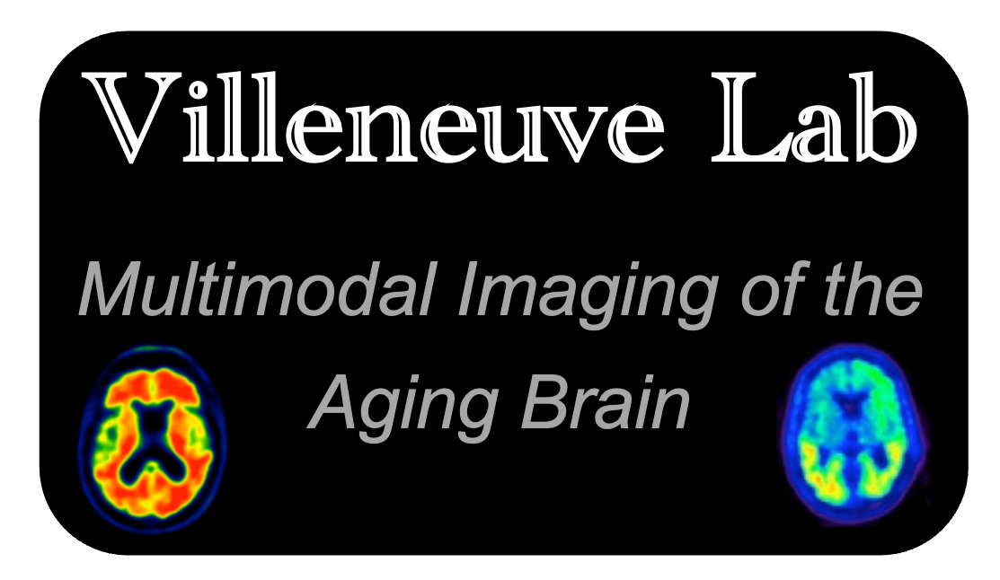 Villeneuve Lab
Multimodal Imaging of the
Aging Brain